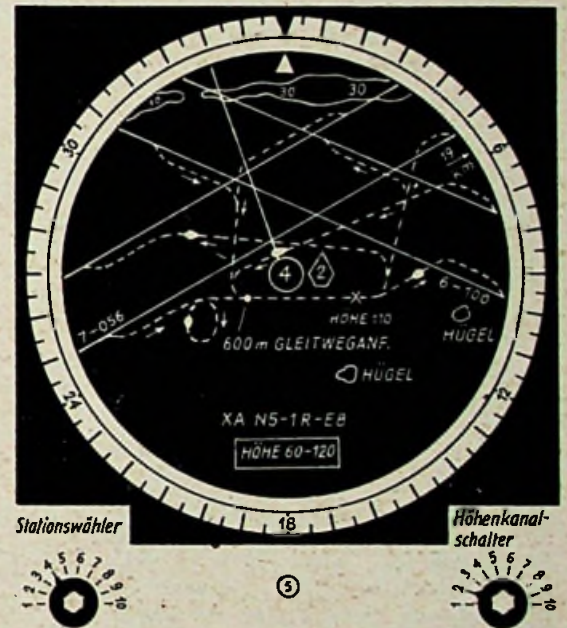 30 30 30
30
6
4 2
6-100
7-056
HÖHE 110
HÜGEL
600 m GLEITWEGANF.
HÜGEL
24
12
XA N5-1R-E8
HÖHE 60-120
18
Stationswähler
Höhenkanal-
schalter
5
1 2 3 4 5 6 7 8 9 10
1 2 3 4 5 6 7 8 9 10